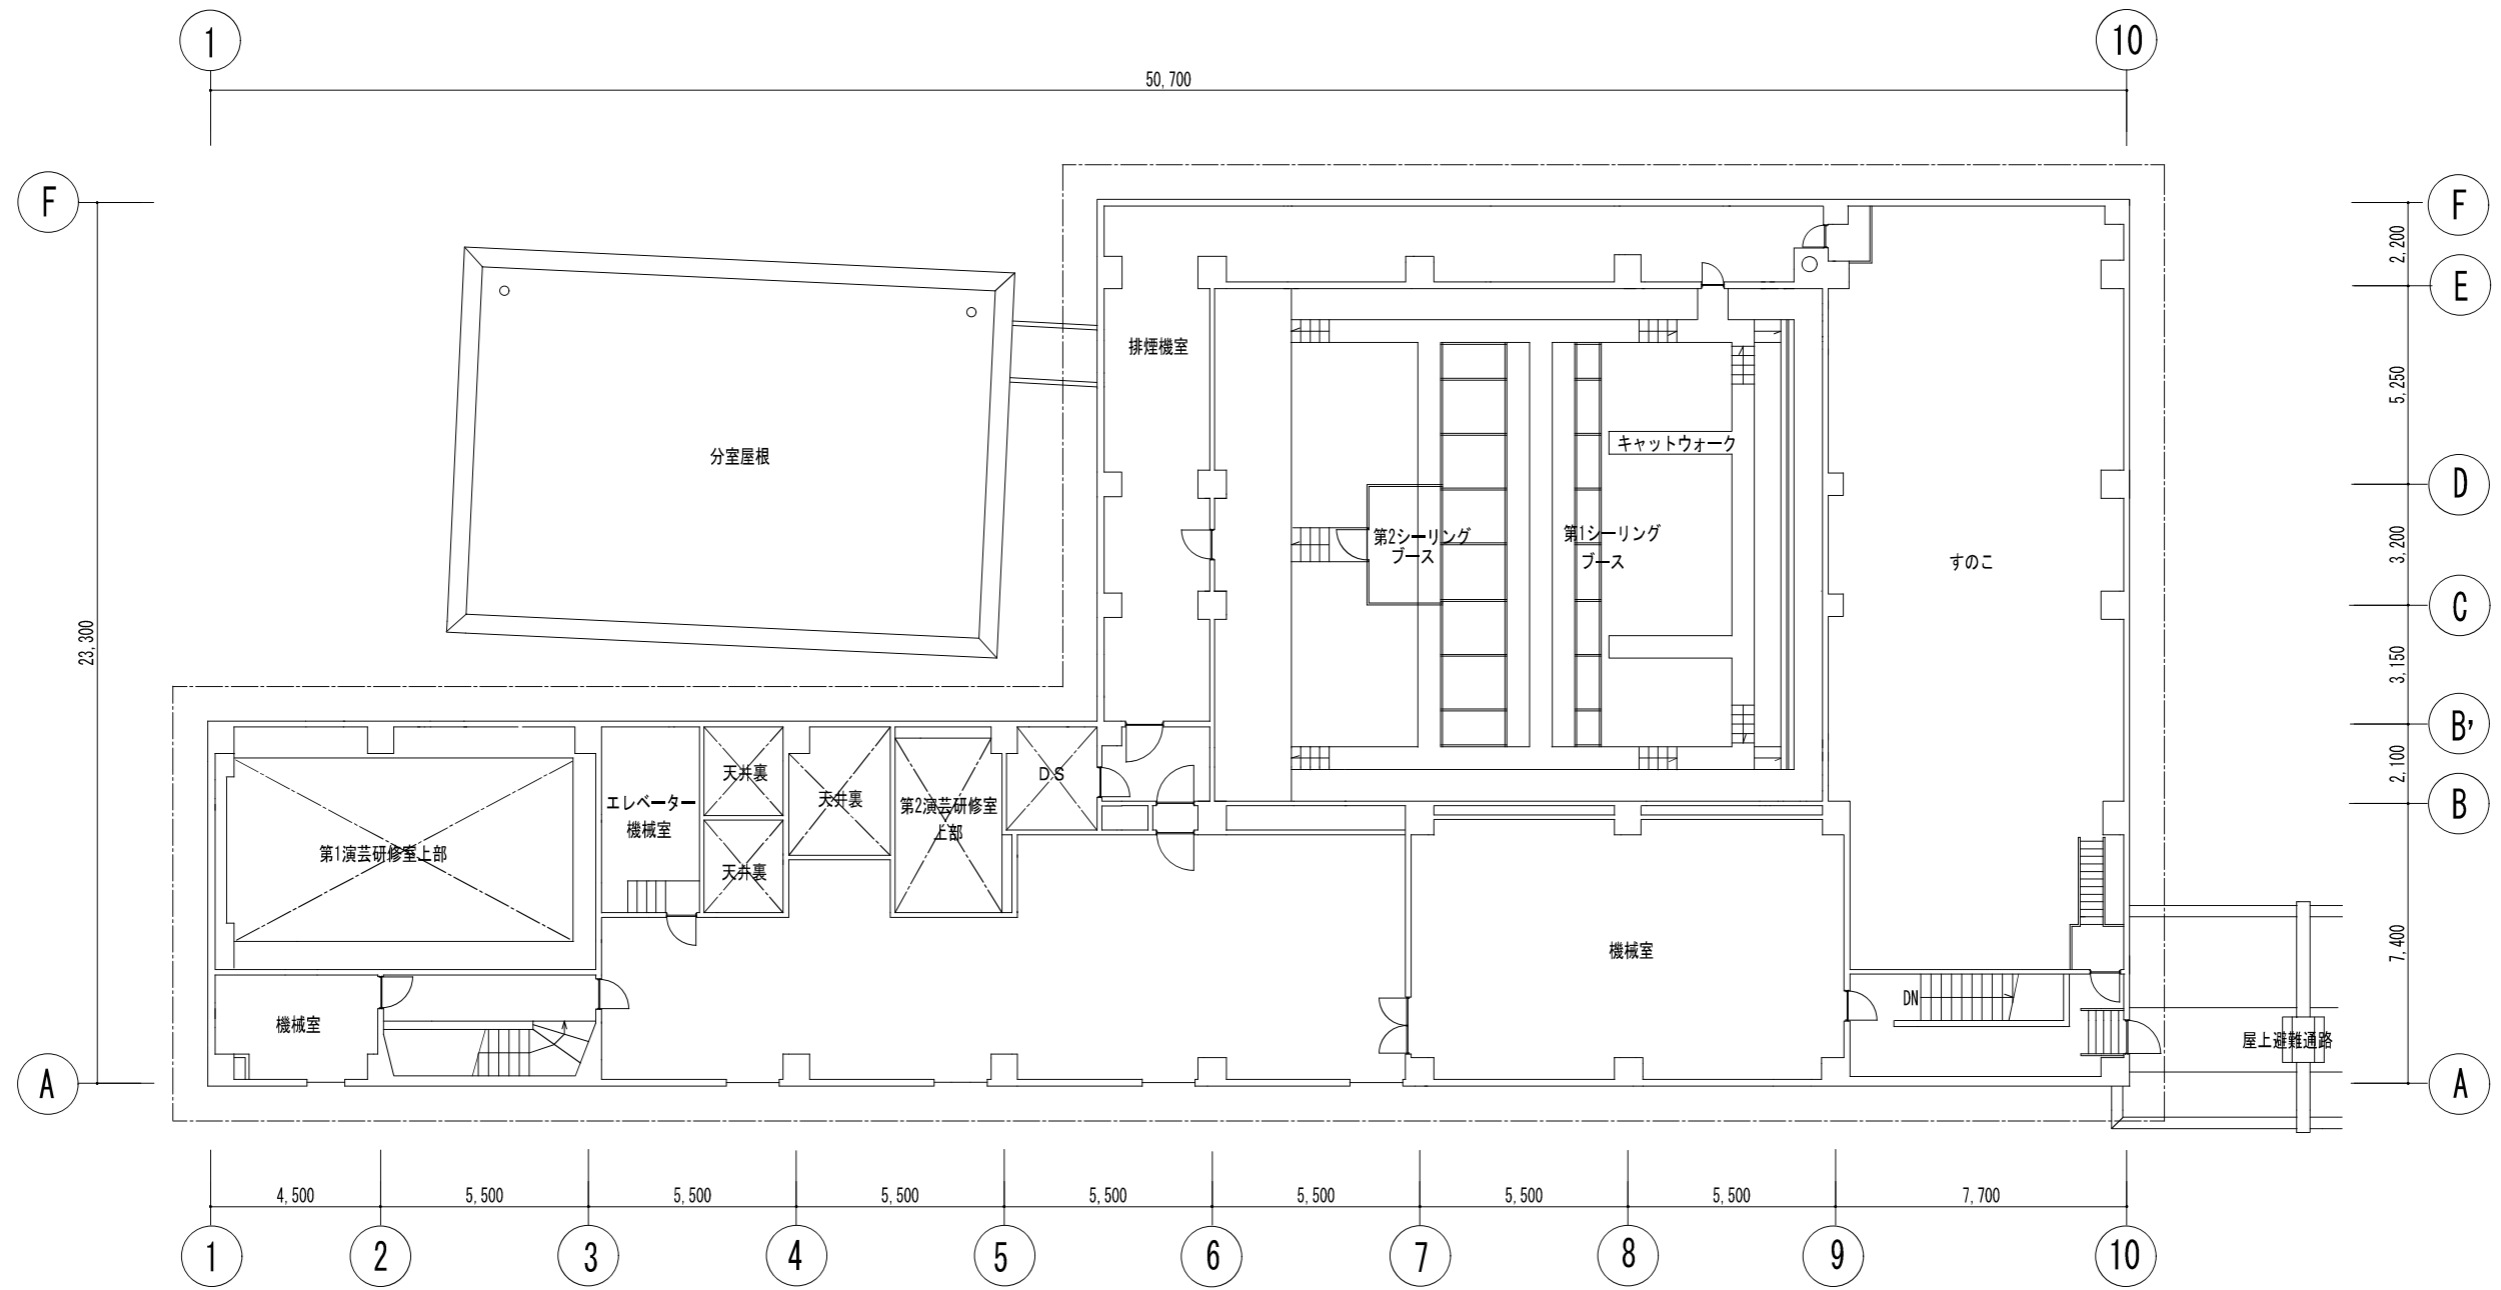 1
10
50,700
F
F
2,200
E
5,250
排煙機室
キャットウォーク
分室屋根
D
第2シーリング
ブース
第1シーリング
ブース
すのこ
3,200
C
23,300
3,150
B'
天井裏
DS
2,100
エレベーター
機械室
天井裏
第2演芸研修室
上部
B
第1演芸研修室上部
天井裏
機械室
7,400
DN
機械室
屋上避難通路
A
A
4,500
5,500
5,500
5,500
5,500
5,500
5,500
5,500
7,700
1
2
3
4
5
6
7
8
9
10